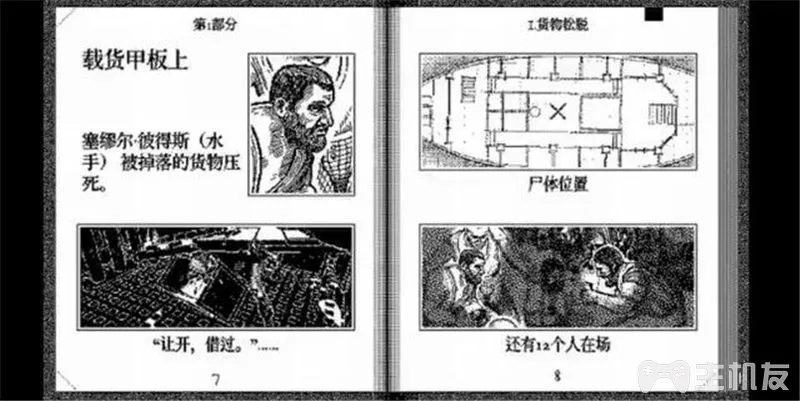 第1部分
载货甲板上
塞缪尔·彼得斯（水
手） 被掉落的货物压
死。
“让开，借过。”……
7
I.货物松脱
尸体位置
还有12个人在场
8
主机友